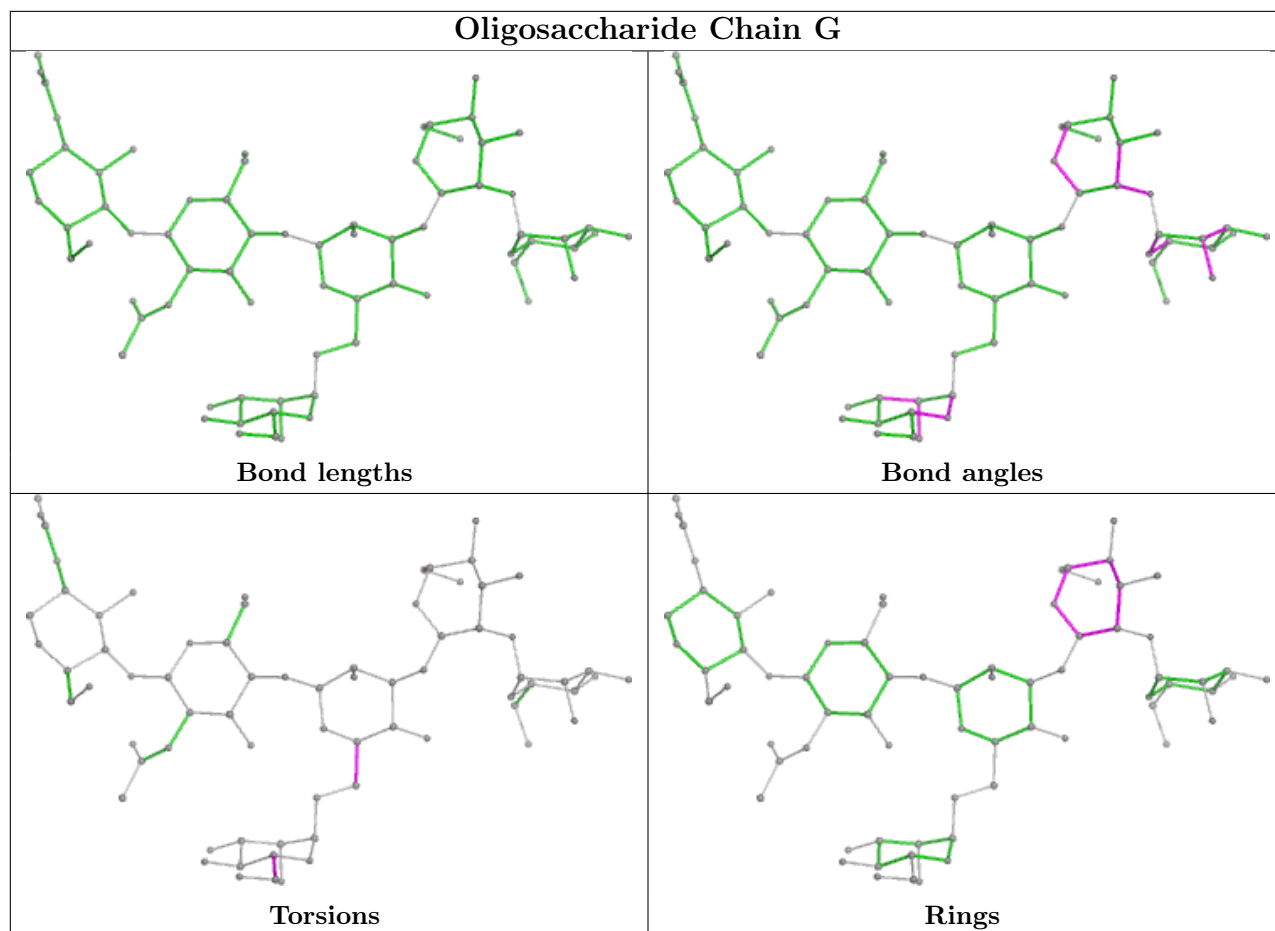 Oligosaccharide Chain G
Bond lengths
Bond angles
Torsions
Rings